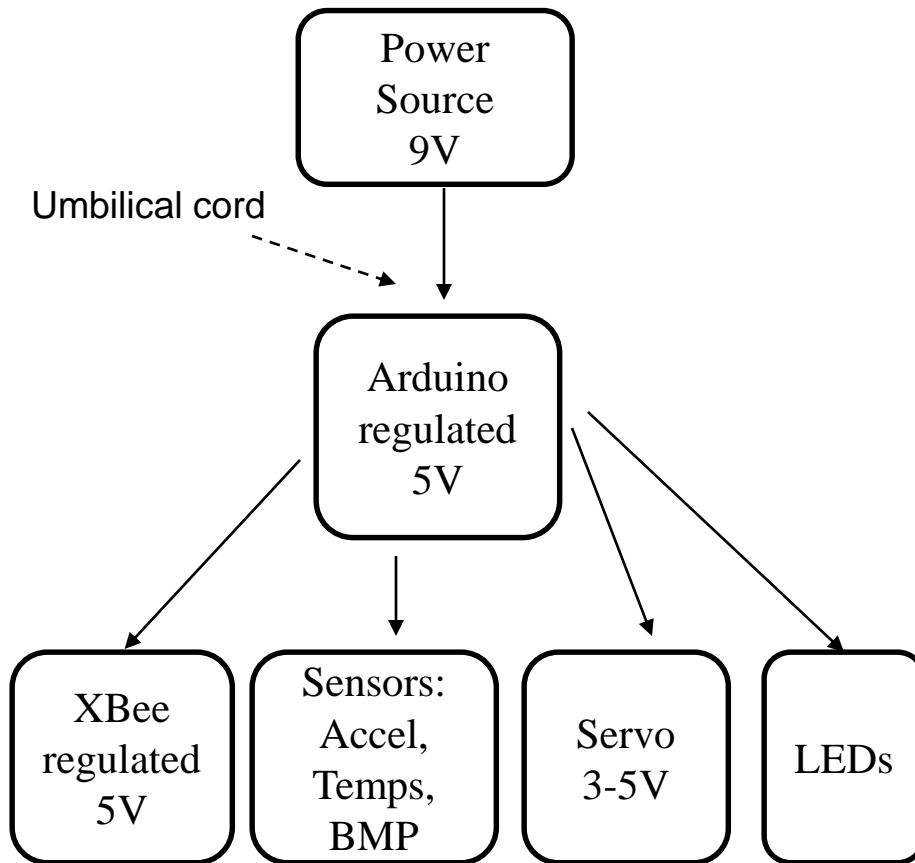 Power
Source
9V
Umbilical cord
Arduino
regulated
5V
XBee
regulated
5V
Sensors:
Accel,
Temps,
BMP
Servo
3-5V
LEDs